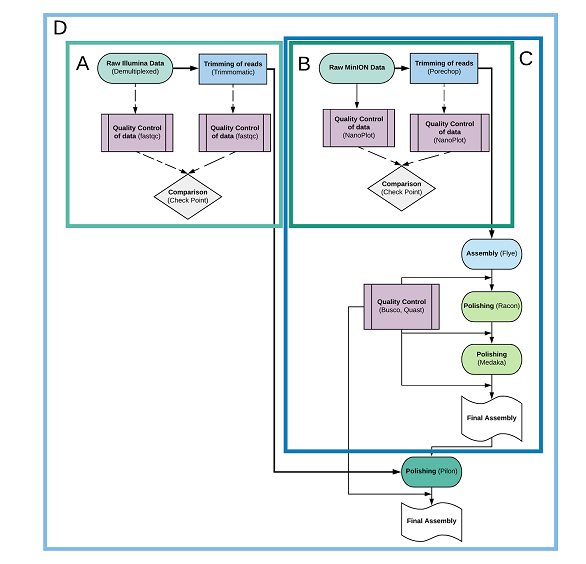 D
A
Raw Illumina Data
(Demultiplexed)
Trimming of reads
(Trimmomatic)
Quality Control
of data (fastqc)
Quality Control
of data (fastqc)
Comparison
(Check Point)
B
Raw MinION Data
Trimming of reads
(Porechop)
C
Quality Control
of data
(NanoPlot)
Quality Control
of data
(NanoPlot)
Comparison
(Check Point)
Assembly (Flye)
Quality Control
(Busco, Quast)
Polishing (Racon)
Polishing
(Medaka)
Final Assembly
Polishing (Pilon)
Final Assembly